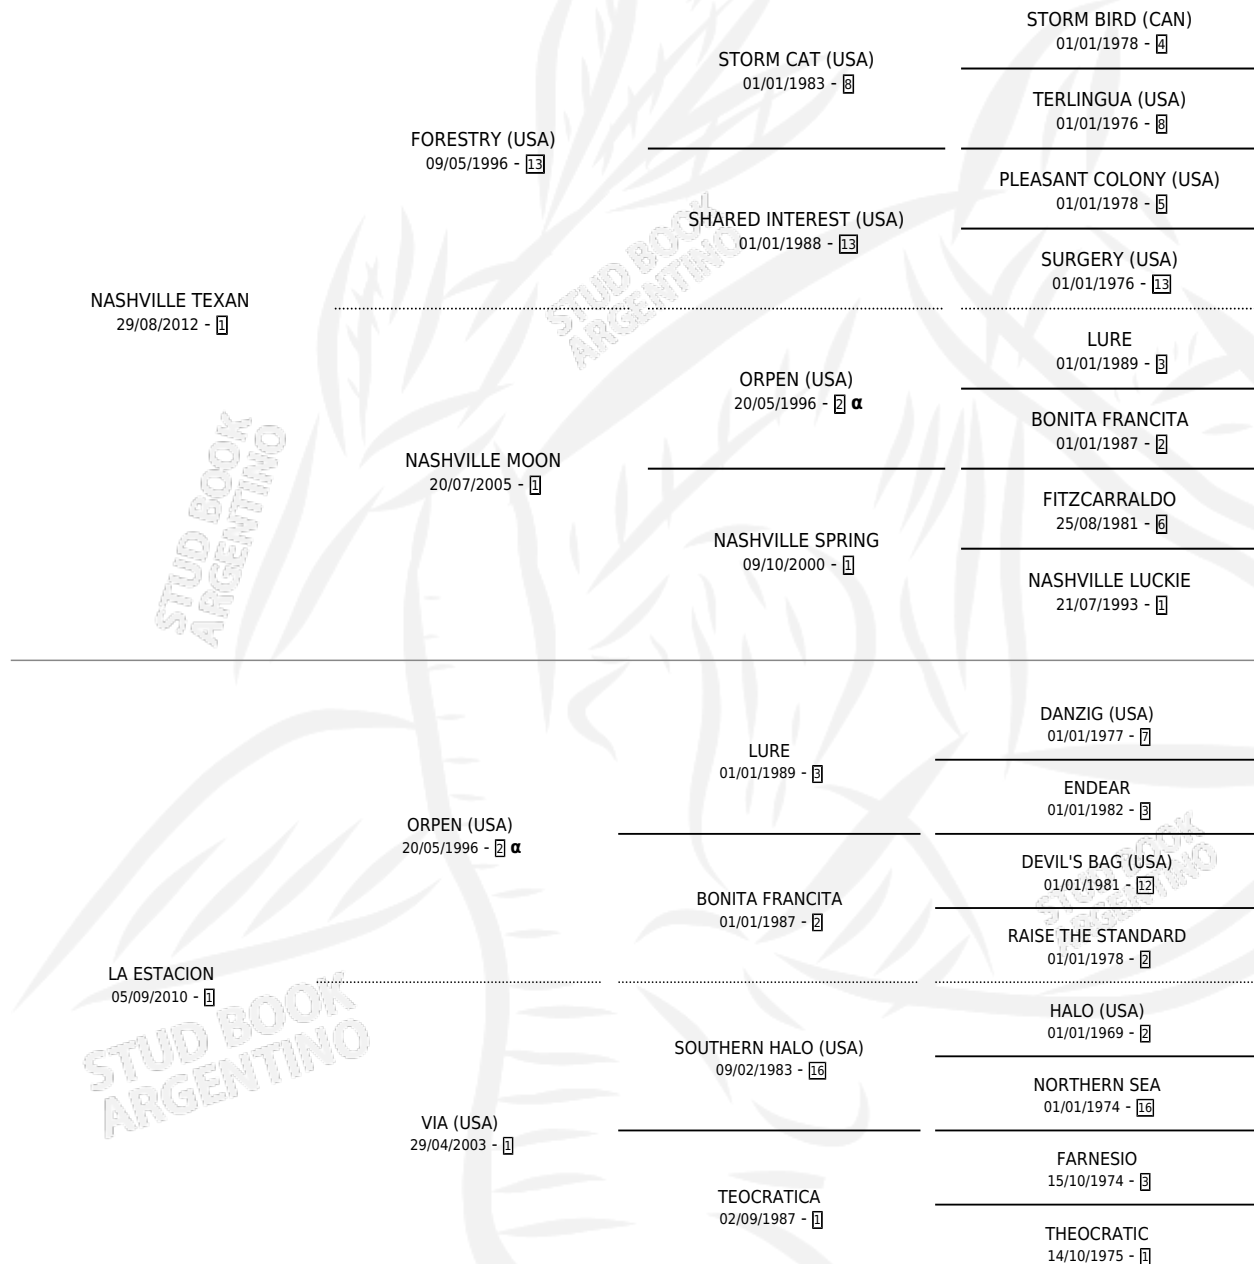 STORM BIRD (CAN)
01/01/1978 - 4
STORM CAT (USA)
01/01/1983 - 8
TERLINGUA (USA)
01/01/1976 - 8
FORESTRY (USA)
09/05/1996 - 13
PLEASANT COLONY (USA)
01/01/1978 - 5
SHARED INTEREST (USA)
01/01/1988 - 13
SURGERY (USA)
01/01/1976 - 13
NASHVILLE TEXAN
29/08/2012 - 1
LURE
01/01/1989 - 3
ORPEN (USA)
20/05/1996 - 2 α
BONITA FRANCITA
01/01/1987 - 2
NASHVILLE MOON
20/07/2005 - 1
FITZCARRALDO
25/08/1981 - 6
NASHVILLE SPRING
09/10/2000 - 1
NASHVILLE LUCKIE
21/07/1993 - 1
DANZIG (USA)
01/01/1977 - 7
LURE
01/01/1989 - 3
ENDEAR
01/01/1982 - 3
ORPEN (USA)
20/05/1996 - 2 α
DEVIL'S BAG (USA)
01/01/1981 - 12
BONITA FRANCITA
01/01/1987 - 2
RAISE THE STANDARD
01/01/1978 - 2
LA ESTACION
05/09/2010 - 1
HALO (USA)
01/01/1969 - 2
SOUTHERN HALO (USA)
09/02/1983 - 16
NORTHERN SEA
01/01/1974 - 16
VIA (USA)
29/04/2003 - 1
FARNESIO
15/10/1974 - 3
TEOCRATICA
02/09/1987 - 1
THEOCRATIC
14/10/1975 - 1
STUD BOOK
ARGENTINO
STUD BOOK
ARGENTINO
STUD BOOK
ARGENTINO
STUD BOOK
ARGENTINO